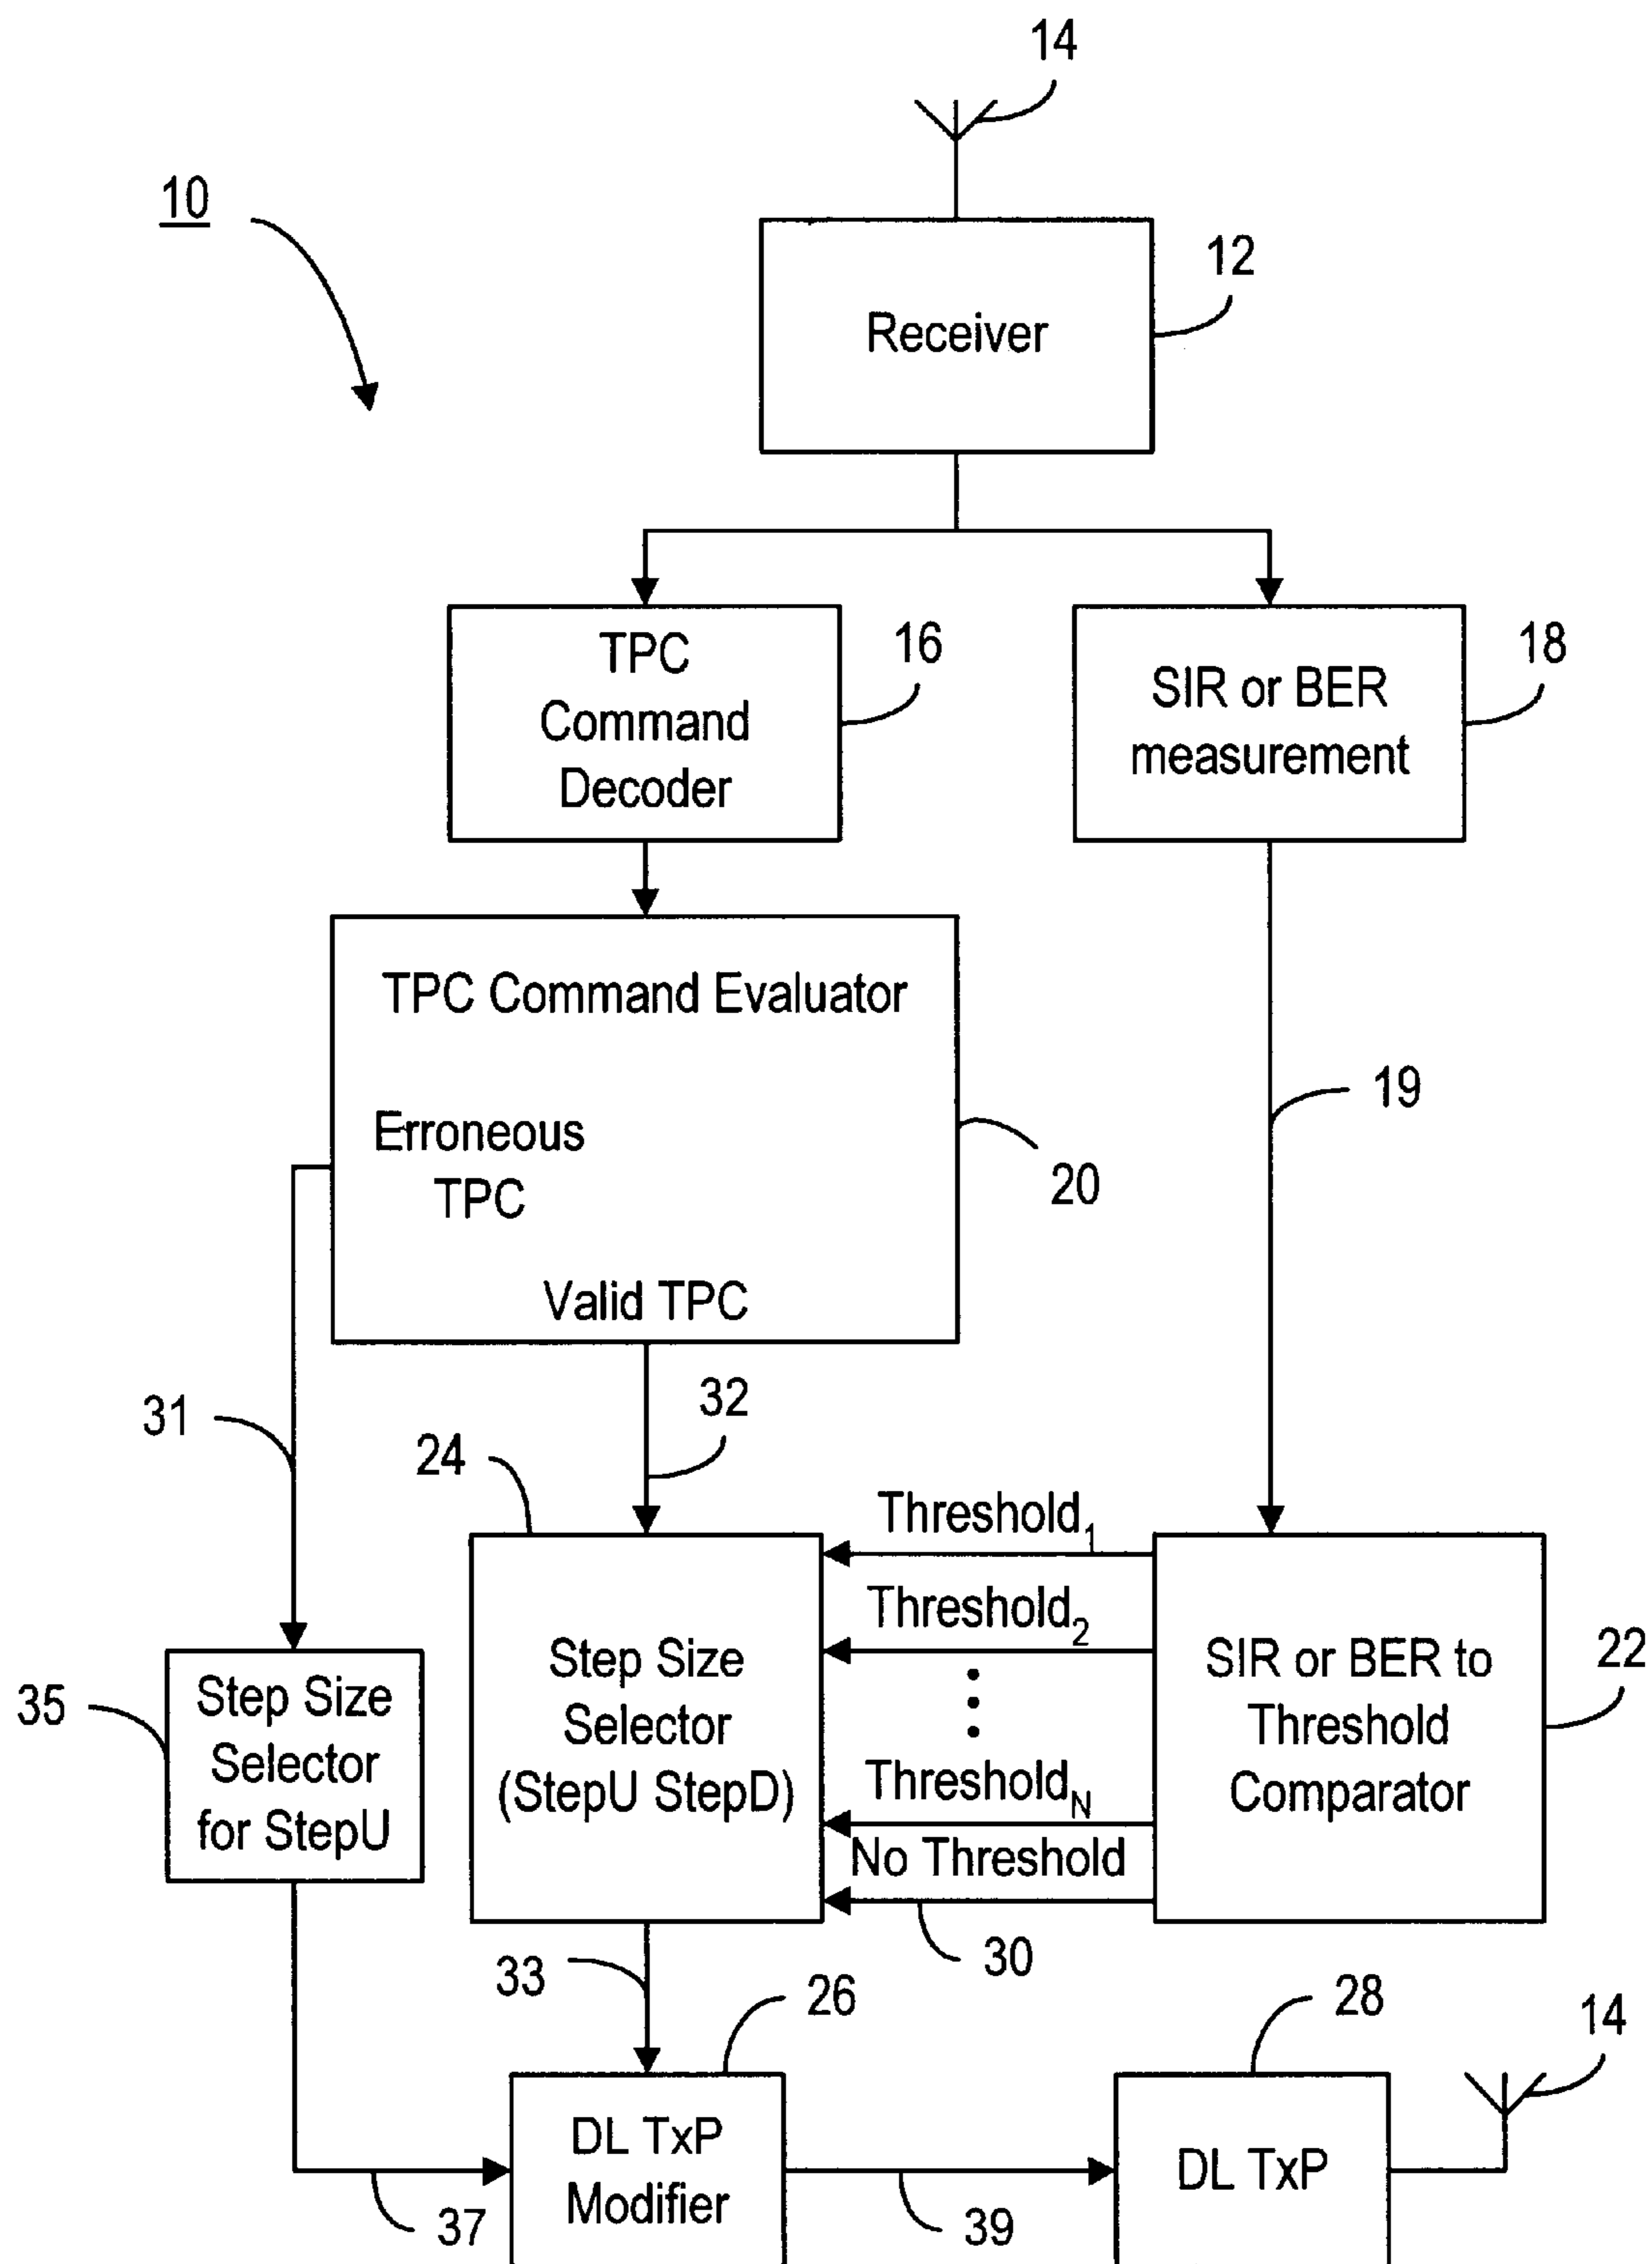 14
10
12
Receiver
TPC
Command
Decoder
16
SIR or BER
measurement
18
TPC Command Evaluator
Erroneous
TPC
Valid TPC
20
19
31
32
24
Threshold1
Threshold2
ThresholdN
No Threshold
30
Step Size
Selector
(StepU StepD)
SIR or BER to
Threshold
Comparator
22
35
Step Size
Selector
for StepU
33
26
28
14
DL TxP
Modifier
DL TxP
37
39